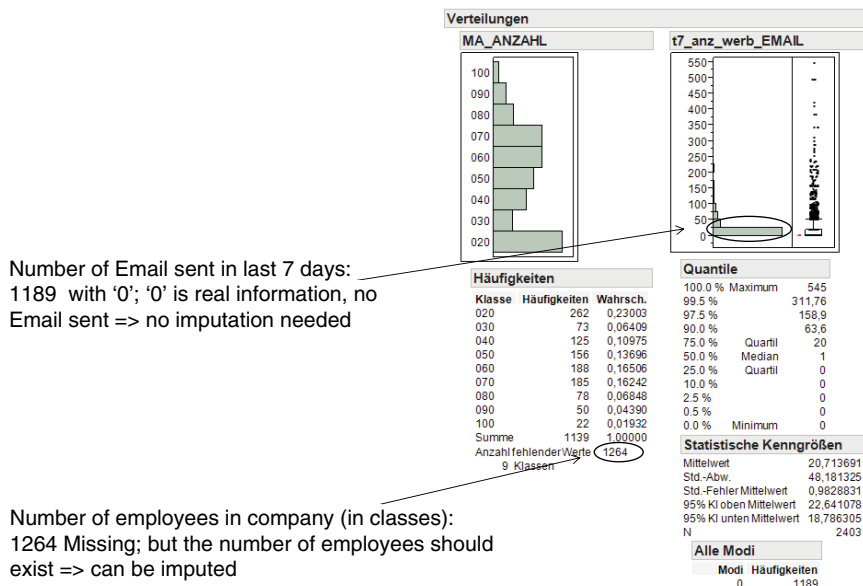 Verteilungen
MA_ANZAHL
100
090
080
070
060
050
040
030
020
Häufigkeiten
Klasse Häufigkeiten Wahrsch.
020 262 0,23003
030 73 0,06409
040 125 0,10975
050 156 0,13696
060 188 0,16506
070 185 0,16242
080 78 0,06848
090 50 0,04390
100 22 0,01932
Summe 1139 1,00000
Anzahl fehlender Werte 1264
9 Klassen
t7_anz_werb_EMAIL
550
500
450
400
350
300
250
200
150
100
50
0
Quantile
100.0 % Maximum 545
99.5 % 311,76
97.5 % 158,9
90.0 % 63,6
75.0 % Quartil 20
50.0 % Median 1
25.0 % Quartil 0
10.0 % 0
2.5 % 0
0.5 % 0
0.0 % Minimum 0
Statistische Kenngrößen
Mittelwert 20,713691
Std.-Abw. 48,181325
Std.-Fehler Mittelwert 0,9828831
95% KI oben Mittelwert 22,641078
95% KI unten Mittelwert 18,786305
N 2403
Alle Modi
Modi Häufigkeiten
0 1189
Number of Email sent in last 7 days:
1189 with ‘0’; ‘0’ is real information, no
Email sent => no imputation needed
Number of employees in company (in classes):
1264 Missing; but the number of employees should
exist => can be imputed